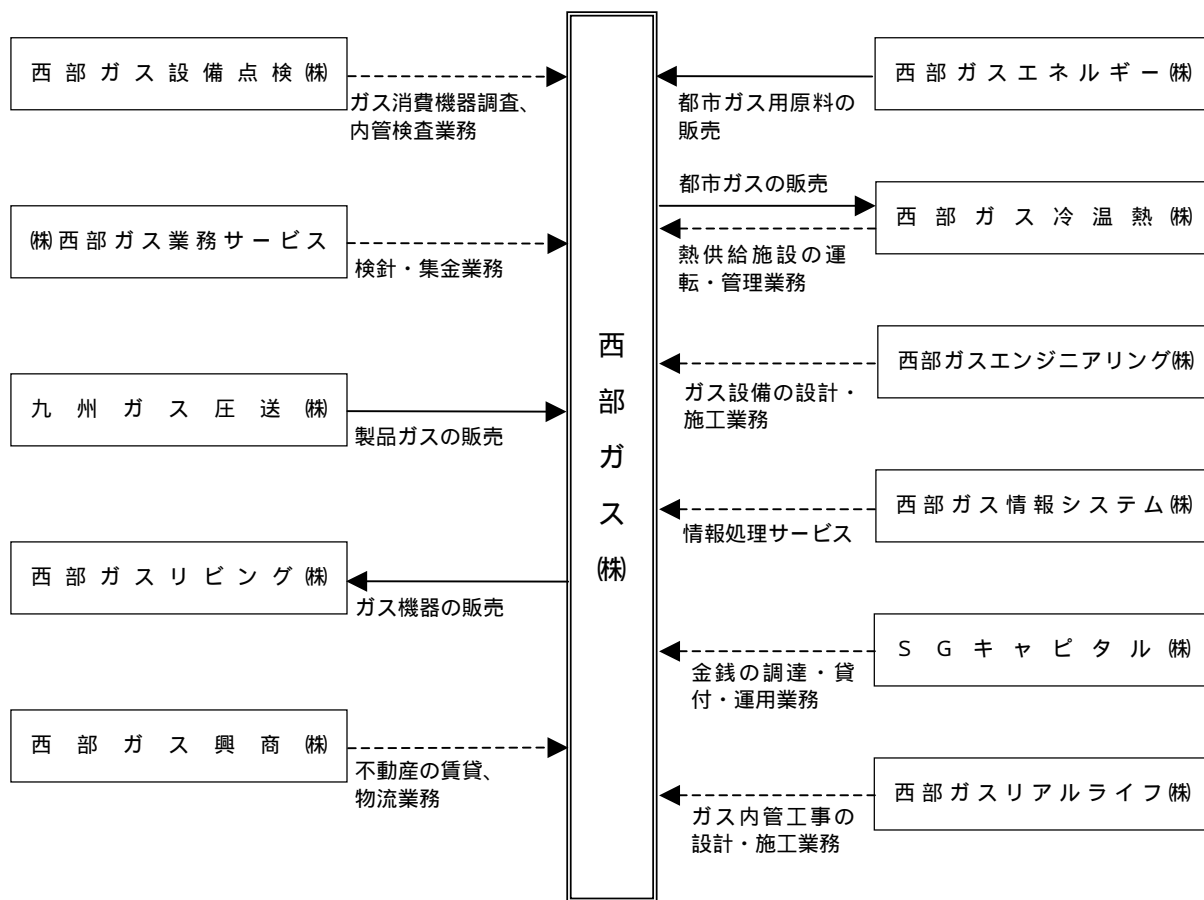 西部ガス設備点検㈱
ガス消費機器調査、
内管検査業務
㈱西部ガス業務サービス
検針・集金業務
九州ガス圧送㈱
製品ガスの販売
西部ガスリビング㈱
ガス機器の販売
西部ガス興商㈱
不動産の賃貸、
物流業務
西部ガス㈱
西部ガスエネルギー㈱
都市ガス用原料の
販売
都市ガスの販売
西部ガス冷温熱㈱
熱供給施設の運
転・管理業務
西部ガスエンジニアリング㈱
ガス設備の設計・
施工業務
西部ガス情報システム㈱
情報処理サービス
ＳＧキャピタル㈱
金銭の調達・貸
付・運用業務
西部ガスリアルライフ㈱
ガス内管工事の
設計・施工業務